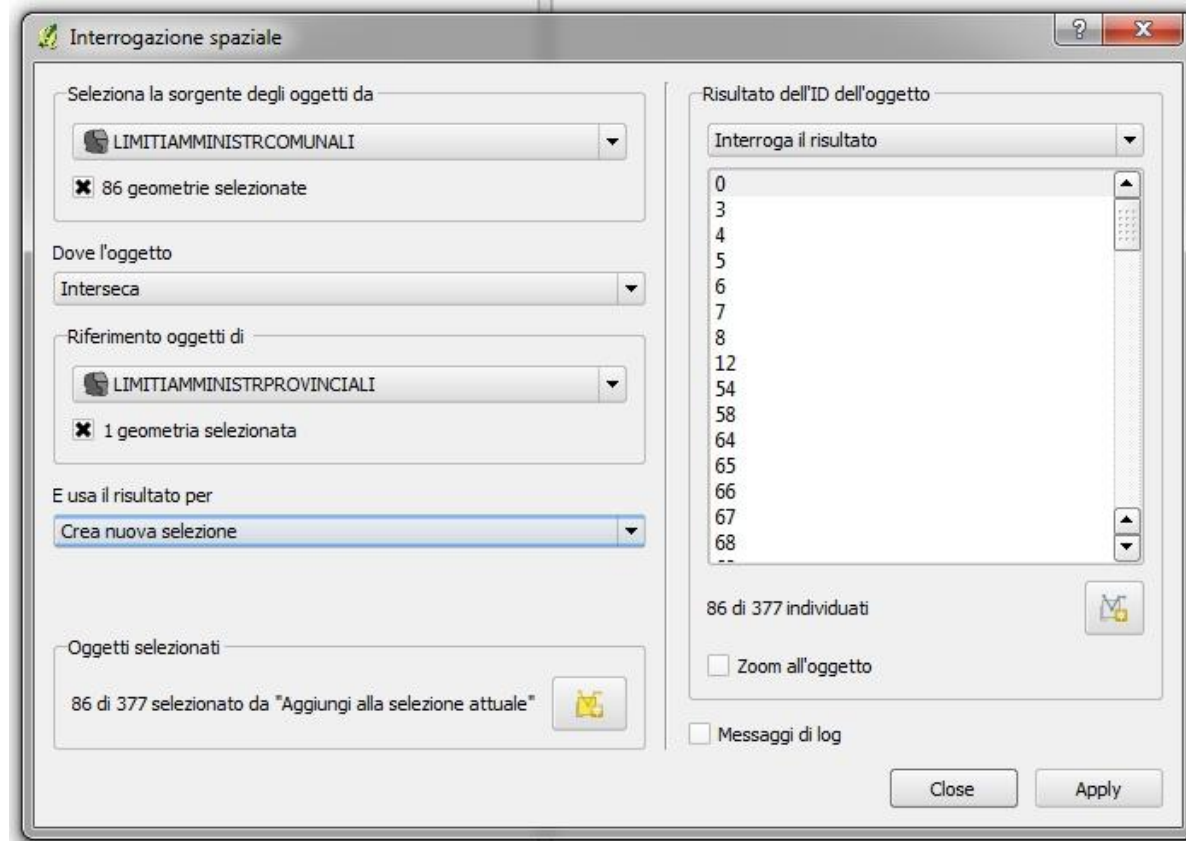 Interrogazione spaziale
Seleziona la sorgente degli oggetti da
LIMITIAMMINISTRCOMUNALI
86 geometrie selezionate
Dove l'oggetto
Interseca
Riferimento oggetti di
LIMITIAMMINISTRPROVINCIALI
1 geometria selezionata
E usa il risultato per
Crea nuova selezione
Oggetti selezionati
86 di 377 selezionato da "Aggiungi alla selezione attuale"
Risultato dell'ID dell'oggetto
Interroga il risultato
0
3
4
5
6
7
8
12
54
58
64
65
66
67
68
86 di 377 individuati
Zoom all'oggetto
Messaggi di log
Close
Apply